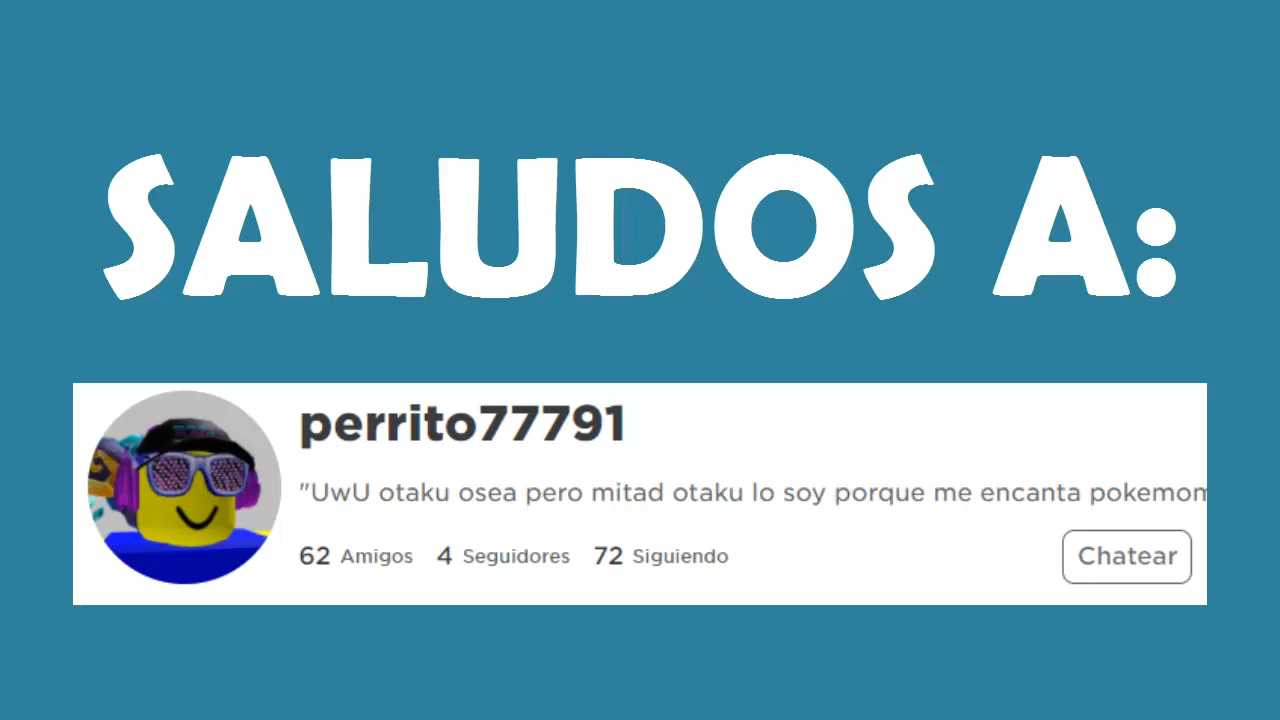 SALUDOS A:
perrito77791
"UwU otaku osea pero mitad otaku lo soy porque me encanta pokemom
62 Amigos 4 Seguidores 72 Siguiendo
Chatear